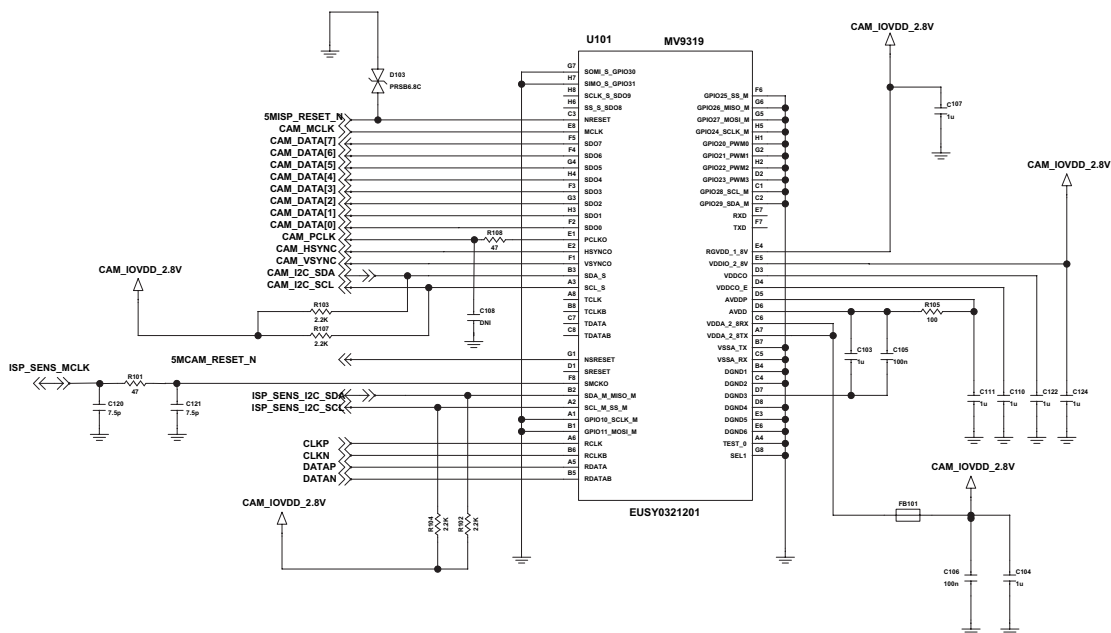 U101 MV9319
CAM_IOVDD_2.8V
D103
PRSB6.8C
C107
1u
5MISP_RESET_N
CAM_MCLK
CAM_DATA[7]
CAM_DATA[6]
CAM_DATA[5]
CAM_DATA[4]
CAM_DATA[3]
CAM_DATA[2]
CAM_DATA[1]
CAM_DATA[0]
CAM_PCLK
CAM_HSYNC
CAM_VSYNC
CAM_I2C_SDA
CAM_I2C_SCL
R108
47
CAM_IOVDD_2.8V
R103
2.2K
R107
2.2K
C108
DNI
5MCAM_RESET_N
ISP_SENS_MCLK
R101
47
C120
7.5p
C121
7.5p
ISP_SENS_I2C_SDA
ISP_SENS_I2C_SCL
CLKP
CLKN
DATAP
DATAN
CAM_IOVDD_2.8V
R104
2.2K
R102
2.2K
G7 SOMI_S_GPIO30
H7 SIMO_S_GPIO31
H8 SCLK_S_SDO9
H6 SS_S_SDO8
C3 NRESET
E8 MCLK
F5 SDO7
F4 SDO6
G4 SDO5
H4 SDO4
F3 SDO3
G3 SDO2
H3 SDO1
F2 SDO0
E1 PCLKO
E2 HSYNCO
F1 VSYNCO
B3 SDA_S
A3 SCL_S
A8 TCLK
B8 TCLKB
C7 TDATA
C8 TDATAB
G1 NSRESET
D1 SRESET
F8 SMCKO
B2 SDA_M_MISO_M
A2 SCL_M_SS_M
A1 GPIO10_SCLK_M
B1 GPIO11_MOSI_M
A6 RCLK
B6 RCLKB
A5 RDATA
B5 RDATAB
GPIO25_SS_M F6
GPIO26_MISO_M G6
GPIO27_MOSI_M G5
GPIO24_SCLK_M H5
GPIO20_PWM0 H1
GPIO21_PWM1 G2
GPIO22_PWM2 H2
GPIO23_PWM3 D2
GPIO28_SCL_M C1
GPIO29_SDA_M C2
RXD E7
TXD F7
RGVDD_1_8V E4
VDDIO_2_8V E5
VDDCO D3
VDDCO_E D4
AVDDP D5
AVDD D6
VDDA_2_8RX C6
VDDA_2_8TX A7
VSSA_TX B7
VSSA_RX C5
DGND1 B4
DGND2 C4
DGND3 D7
DGND4 D8
DGND5 E3
DGND6 E6
TEST_0 A4
SEL1 G8
EUSY0321201
CAM_IOVDD_2.8V
R105
100
C103
1u
C105
100n
C111
1u
C110
1u
C122
1u
C124
1u
CAM_IOVDD_2.8V
FB101
C106
100n
C104
1u